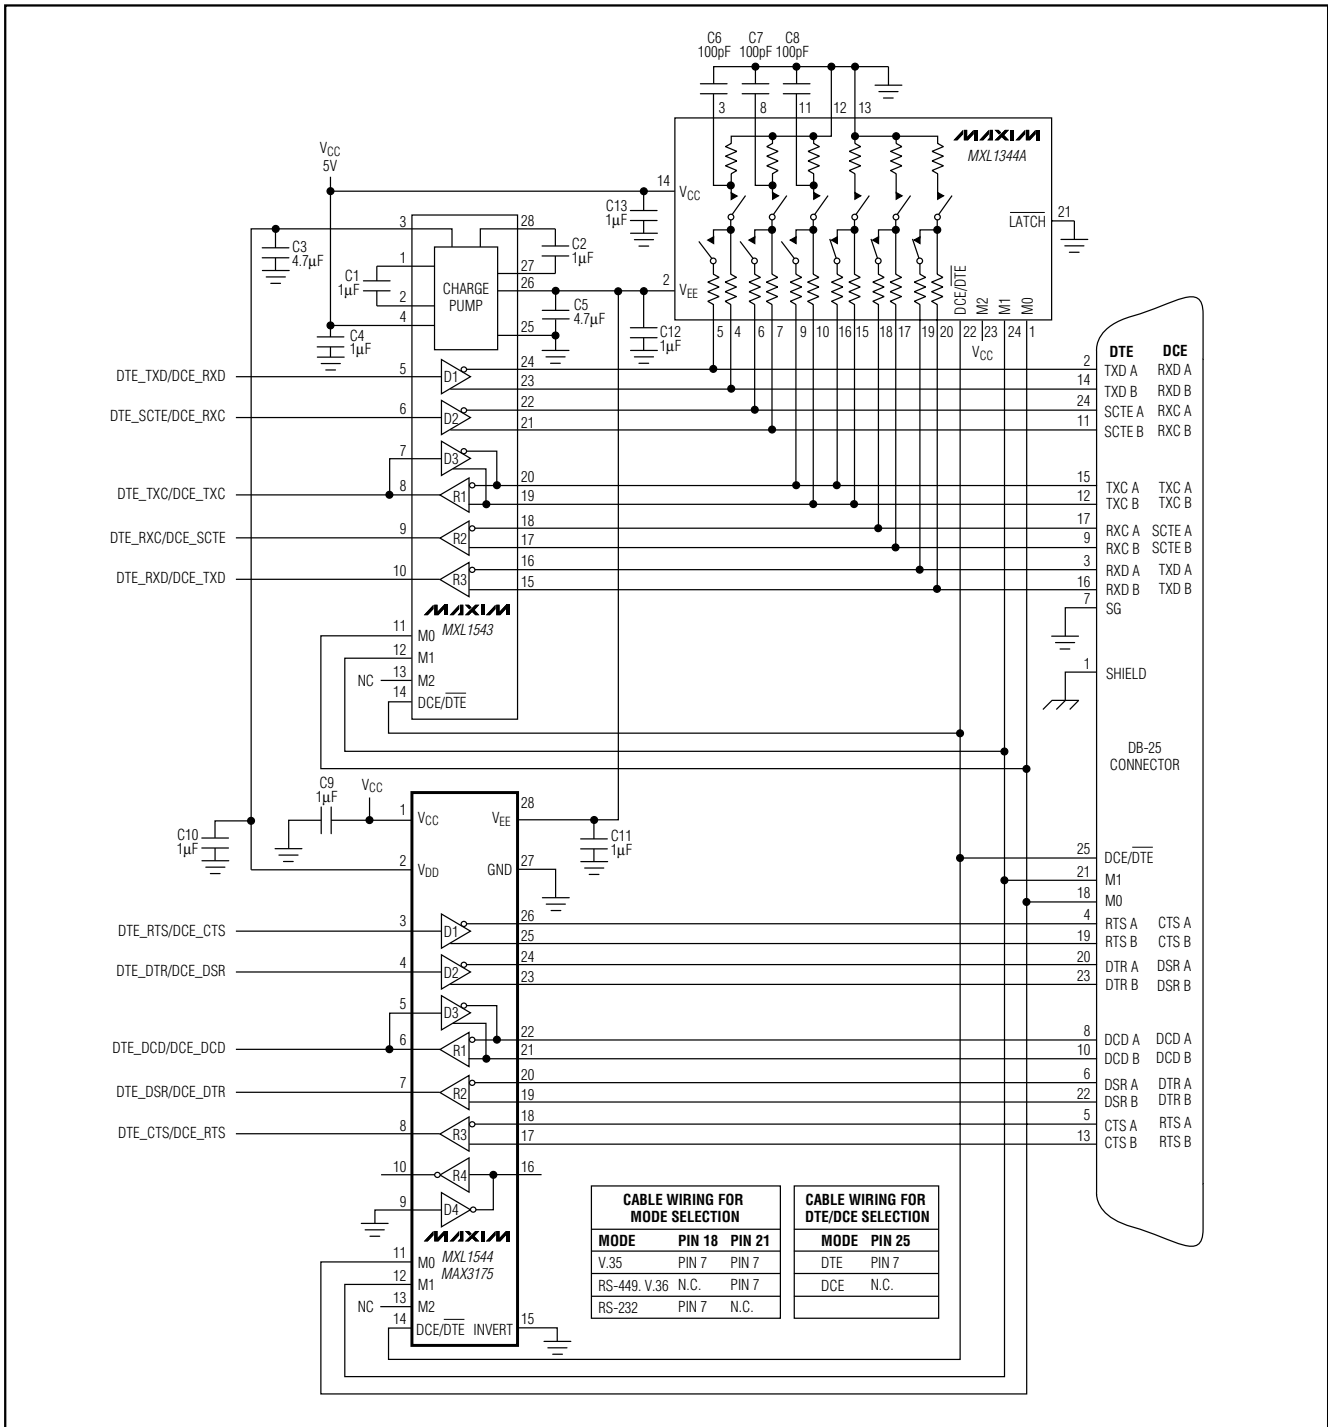 C6 C7 C8
100pF 100pF 100pF
3 8 11 12 13
MAXIM
MXL1344A
VCC
5V
14 VCC
C13
1µF
21
LATCH
3 28
C3
4.7µF
C2
1µF
1 27
C1
1µF
CHARGE
PUMP
26
2 VEE
C5
4.7µF
2
4 25
C4
1µF
C12
1µF
DCE/DTE M2 M1 M0
5 4 6 7 9 10 16 15 18 17 19 20 22 23 24 1
VCC
DTE DCE
DTE_TXD/DCE_RXD 5 D1 24 2 TXD A RXD A
23 14 TXD B RXD B
DTE_SCTE/DCE_RXC 6 D2 22 24 SCTE A RXC A
21 11 SCTE B RXC B
7 D3
DTE_TXC/DCE_TXC 8 R1 20 15 TXC A TXC A
19 12 TXC B TXC B
DTE_RXC/DCE_SCTE 9 R2 18 17 RXC A SCTE A
17 9 RXC B SCTE B
DTE_RXD/DCE_TXD 10 R3 16 3 RXD A TXD A
15 16 RXD B TXD B
7 SG
MAXIM
MXL1543
11 M0
12 M1
NC 13 M2
14 DCE/DTE
1 SHIELD
DB-25
CONNECTOR
C9
1µF
VCC
1 VCC VEE 28
C10
1µF
C11
1µF
2 VDD GND 27
25 DCE/DTE
21 M1
18 M0
DTE_RTS/DCE_CTS 3 D1 26 4 RTS A CTS A
25 19 RTS B CTS B
DTE_DTR/DCE_DSR 4 D2 24 20 DTR A DSR A
23 23 DTR B DSR B
5 D3
DTE_DCD/DCE_DCD 6 R1 22 8 DCD A DCD A
21 10 DCD B DCD B
DTE_DSR/DCE_DTR 7 R2 20 6 DSR A DTR A
19 22 DSR B DTR B
DTE_CTS/DCE_RTS 8 R3 18 5 CTS A RTS A
17 13 CTS B RTS B
10 R4 16
9 D4
MAXIM
MXL1544
MAX3175
11 M0
12 M1
NC 13 M2
14 DCE/DTE INVERT 15
CABLE WIRING FOR
MODE SELECTION
MODE PIN 18 PIN 21
V.35 PIN 7 PIN 7
RS-449. V.36 N.C. PIN 7
RS-232 PIN 7 N.C.
CABLE WIRING FOR
DTE/DCE SELECTION
MODE PIN 25
DTE PIN 7
DCE N.C.